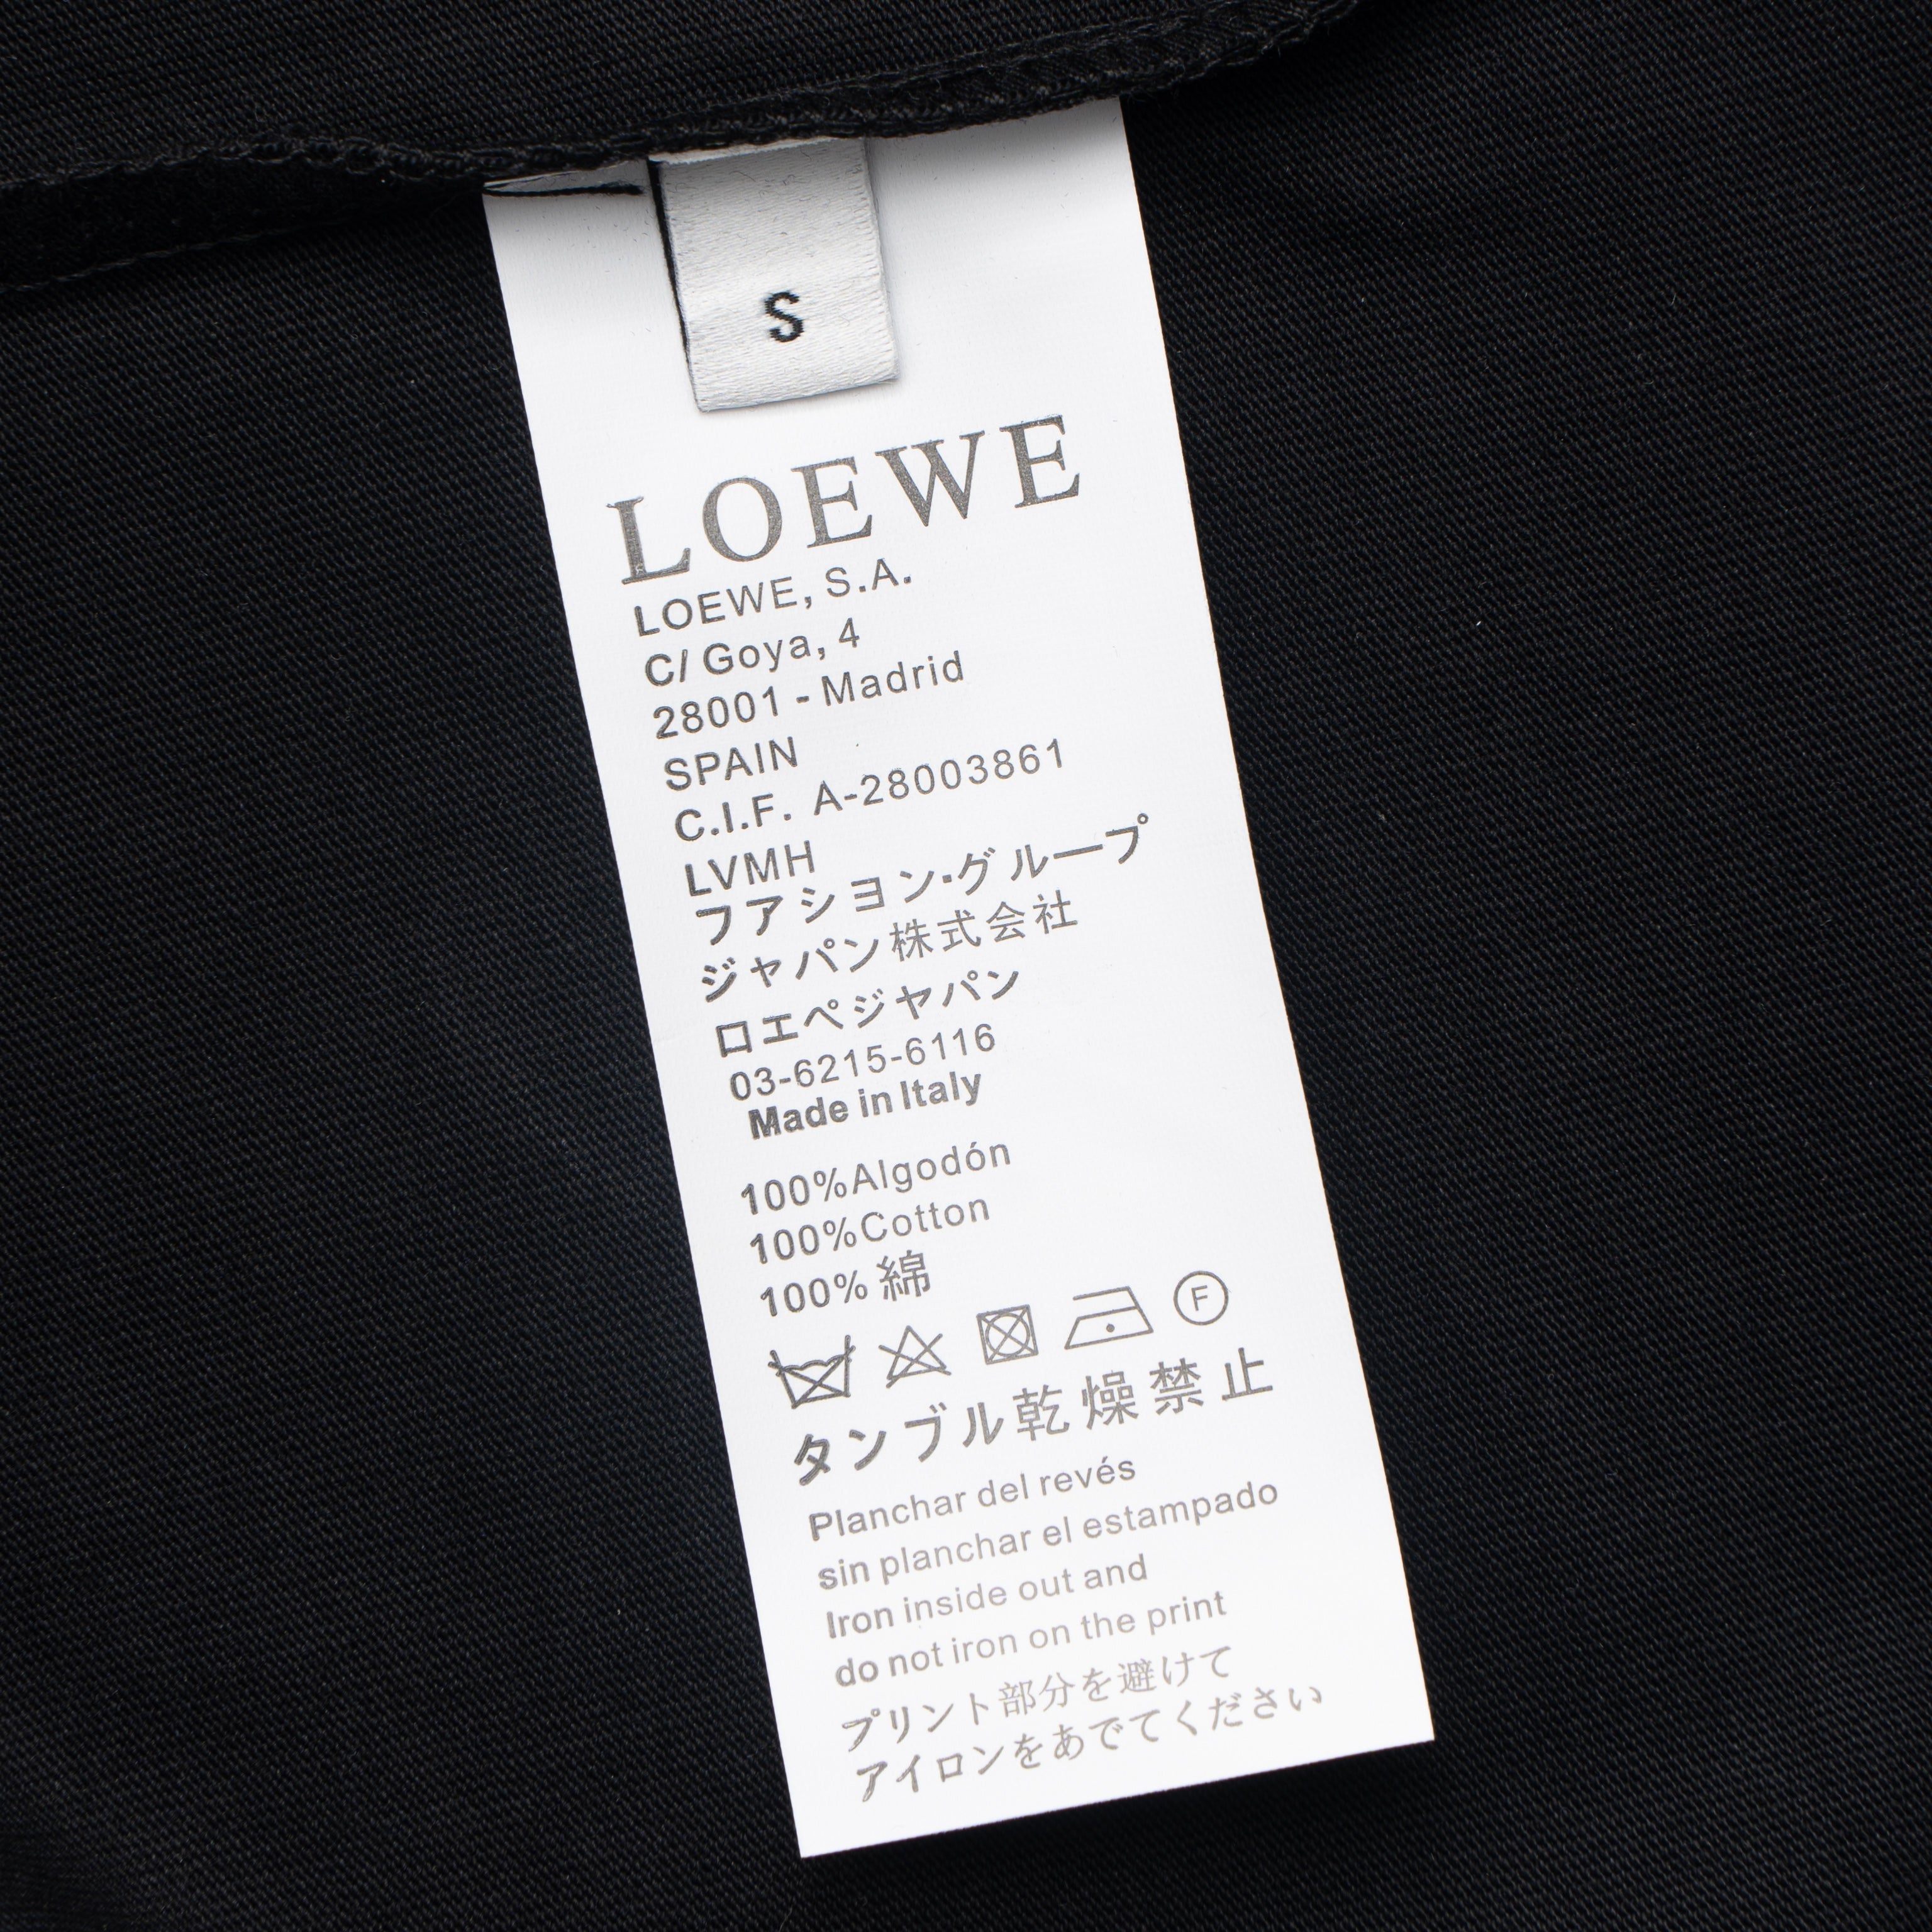 S
LOEWE
LOEWE, S.A.
C/ Goya, 4
28001 - Madrid
SPAIN
C.I.F. A-28003861
LVMH
フアシヨン·グループ
ジャパン株式会社
ロエペジヤパン
03-6215-6116
Made in Italy
100%Algodón
100%Cotton
100% 綿
F
タンブル乾燥禁止
Planchar del revés
sin planchar el estampado
Iron inside out and
do not iron on the print
プリント部分を避けて
アイロンをあでてください